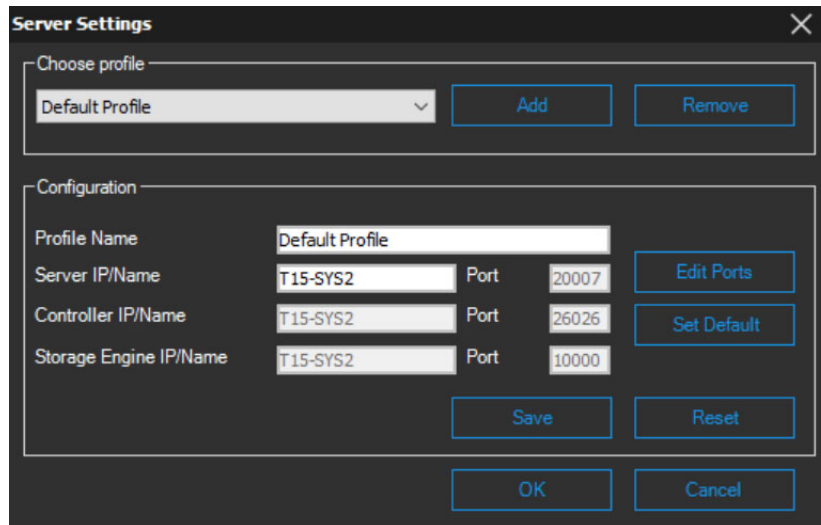 Server Settings
Choose profile
Default Profile Add Remove
Configuration
Profile Name Default Profile
Server IP/Name T15-SYS2 Port 20007 Edit Ports
Controller IP/Name T15-SYS2 Port 26026 Set Default
Storage Engine IP/Name T15-SYS2 Port 10000
Save Reset
OK Cancel